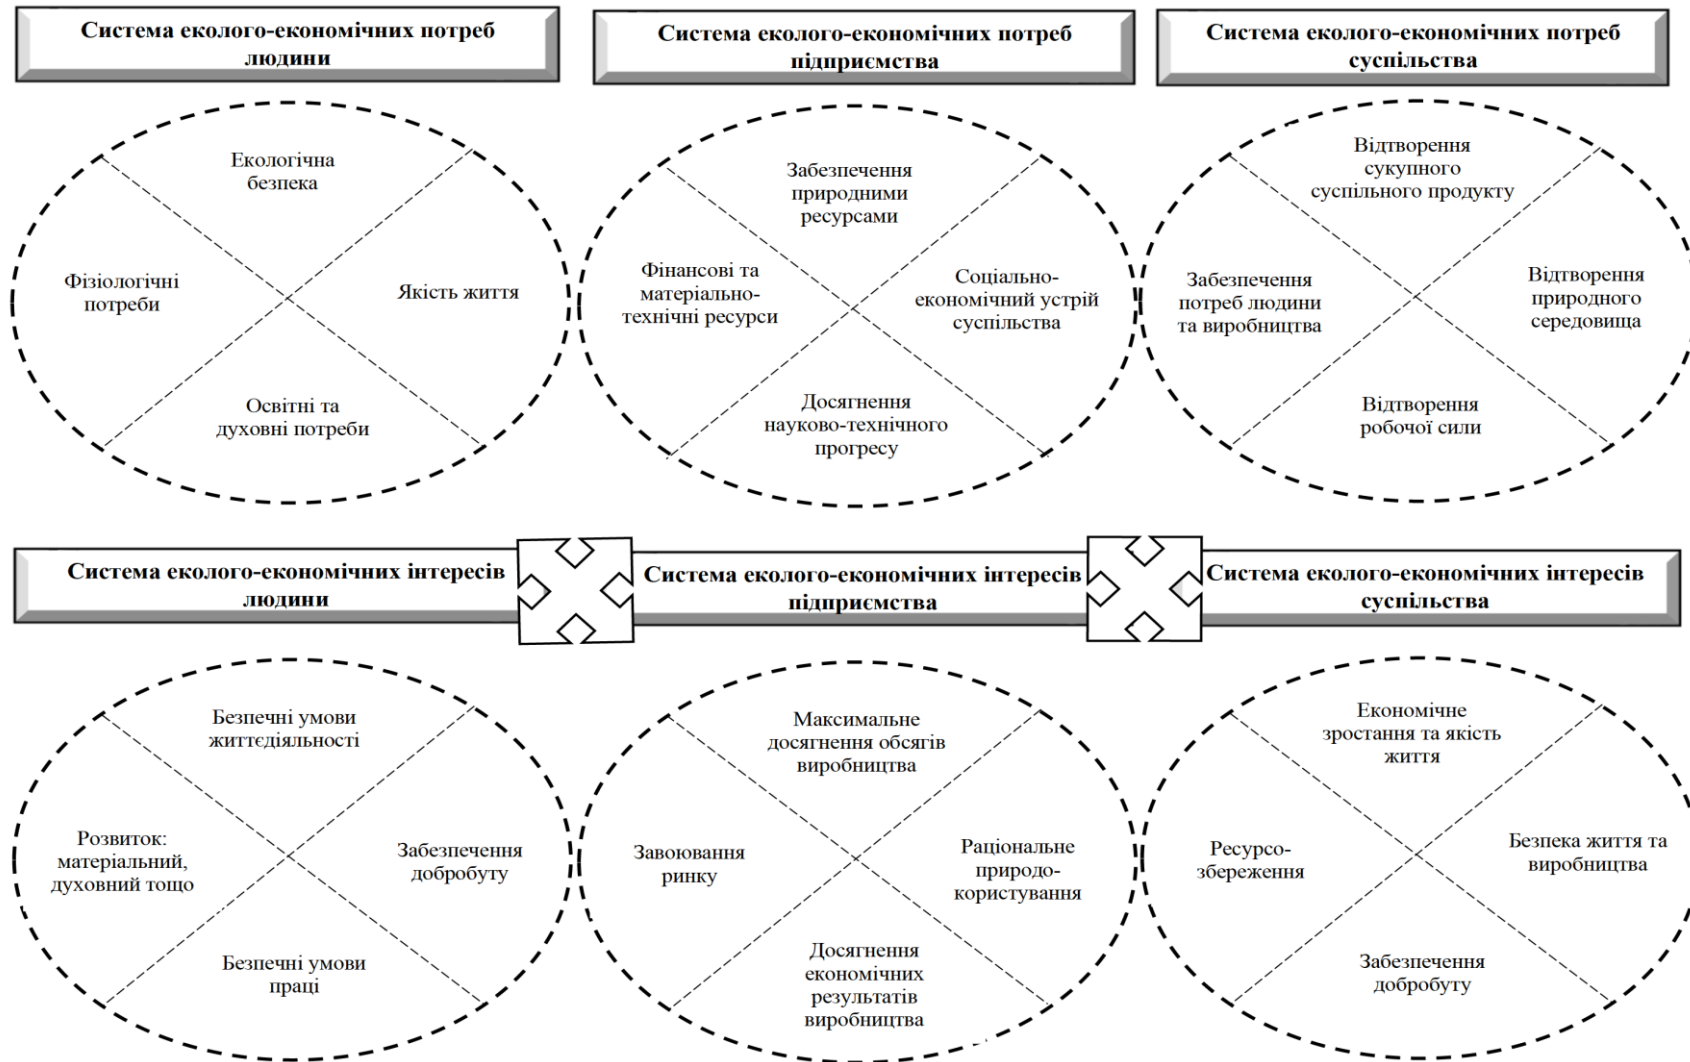 Система еколого-економічних потреб
людини
Система еколого-економічних потреб
підприємства
Система еколого-економічних потреб
суспільства
Екологічна
безпека
Фізіологічні
потреби
Якість життя
Освітні та
духовні потреби
Забезпечення
природними
ресурсами
Фінансові та
матеріально-
технічні ресурси
Соціально-
економічний устрій
суспільства
Досягнення
науково-технічного
прогресу
Відтворення
сукупного
суспільного продукту
Забезпечення
потреб людини
та виробництва
Відтворення
природного
середовища
Відтворення
робочої сили
Система еколого-економічних інтересів
людини
Система еколого-економічних інтересів
підприємства
Система еколого-економічних інтересів
суспільства
Безпечні умови
життєдіяльності
Розвиток:
матеріальний,
духовний тощо
Забезпечення
добробуту
Безпечні умови
праці
Максимальне
досягнення обсягів
виробництва
Завоювання
ринку
Раціональне
природо-
користування
Досягнення
економічних
результатів
виробництва
Економічне
зростання та якість
життя
Ресурсо-
збереження
Безпека життя та
виробництва
Забезпечення
добробуту